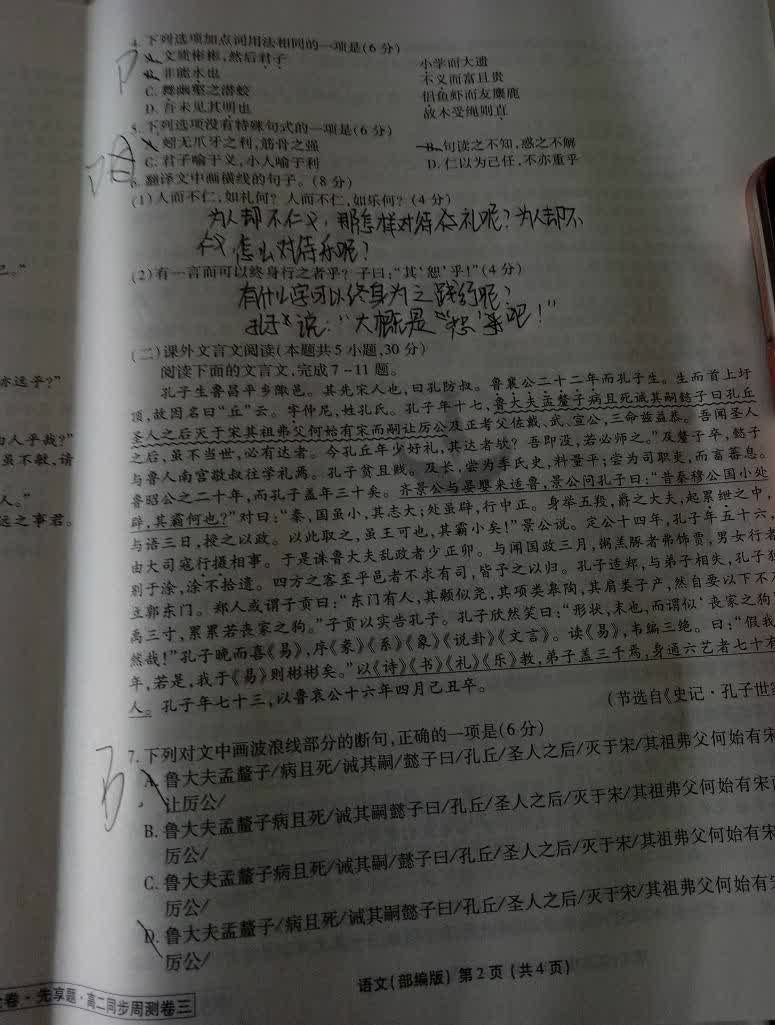 4.下列选项加点词用法相同的一项是(6分)
A.文质彬彬,然后君子 小学而大遗
B.非能水也 不义而富且贵
C.舞幽壑之潜蛟 侣鱼虾而友麋鹿
D.吾未见其明也 故木受绳则直
5.下列选项没有特殊句式的一项是(6分)
A.蚓无爪牙之利,筋骨之强 B.句读之不知,惑之不解
C.君子喻于义,小人喻于利 D.仁以为己任,不亦重乎
6.翻译文中画横线的句子。(8分)
(1)人而不仁,如礼何?人而不仁,如乐何?(4分)
为人却不仁义,那怎样对待礼呢?为人却不
仁义,怎么对待乐呢?
(2)有一言而可以终身行之者乎?子曰:“其‘恕’乎!”(4分)
有什么字可以终身为之践行呢?
孔子说:“大概是“恕”吧!”
(二)课外文言文阅读(本题共5小题,30分)
阅读下面的文言文,完成7-11题。
孔子生鲁昌平乡陬邑。其先宋人也,曰孔防叔。鲁襄公二十二年而孔子生。生而首上圩
顶,故因名曰“丘”云。字仲尼,姓孔氏。孔子年十七,鲁大夫孟釐子病且死诫其嗣懿子曰孔丘
圣人之后灭于宋其祖弗父何始有宋而嗣让厉公及正考父佐戴、武、宣公,三命兹益恭。吾闻圣人
之后,虽不当世,必有达者。今孔丘年少好礼,其达者欤?吾即没,若必师之。”及釐子卒,懿子
与鲁人南宫敬叔往学礼焉。孔子贫且贱。及长,尝为季氏史,料量平;尝为司职吏,而畜蕃息。
鲁昭公之二十年,而孔子盖年三十矣。齐景公与晏婴来适鲁,景公问孔子曰:“昔秦穆公国小处
辟,其霸何也?”对曰:“秦,国虽小,其志大;处虽辟,行中正。身举五羖,爵之大夫,起累绁之中,
与语三日,授之以政。以此取之,虽王可也,其霸小矣!”景公说。定公十四年,孔子年五十六,
由大司寇行摄相事。于是诛鲁大夫乱政者少正卯。与闻国政三月,粥羔豚者弗饰贾,男女行者
别于涂,涂不拾遗。四方之客至乎邑者不求有司,皆予之以归。孔子适郑,与弟子相失,孔子独
立郭东门。郑人或谓子贡曰:“东门有人,其颡似尧,其项类皋陶,其肩类子产,然自要以下不及
禹三寸,累累若丧家之狗。”子贡以实告孔子。孔子欣然笑曰:“形状,末也,而谓似‘丧家之狗’
然哉!”孔子晚而喜《易》,序《彖》《系》《象》《说卦》《文言》。读《易》,韦编三绝。曰:“假我
年,若是,我于《易》则彬彬矣。”以《诗》《书》《礼》《乐》教,弟子盖三千焉,身通六艺者七十有
人。孔子年七十三,以鲁哀公十六年四月己丑卒。
(节选自《史记·孔子世
7.下列对文中画波浪线部分的断句,正确的一项是(6分)
A.鲁大夫孟釐子/病且死/诫其嗣/懿子曰/孔丘/圣人之后/灭于宋/其祖弗父何始有宋
让厉公/
B.鲁大夫孟釐子病且死/诫其嗣懿子曰/孔丘/圣人之后/灭于宋/其祖弗父何始有宋而
厉公/
C.鲁大夫孟釐子病且死/诫其嗣/懿子曰/孔丘/圣人之后/灭于宋/其祖弗父何始有宋
厉公/
D.鲁大夫孟釐子/病且死/诫其嗣懿子曰/孔丘/圣人之后/灭于宋/其祖弗父何始有
厉公/
语文(部编版) 第2页(共4页)
卷·先享题·高二同步周测卷三
亦远乎?”
人乎哉?”
虽不敏,请
人。”
远之事君。